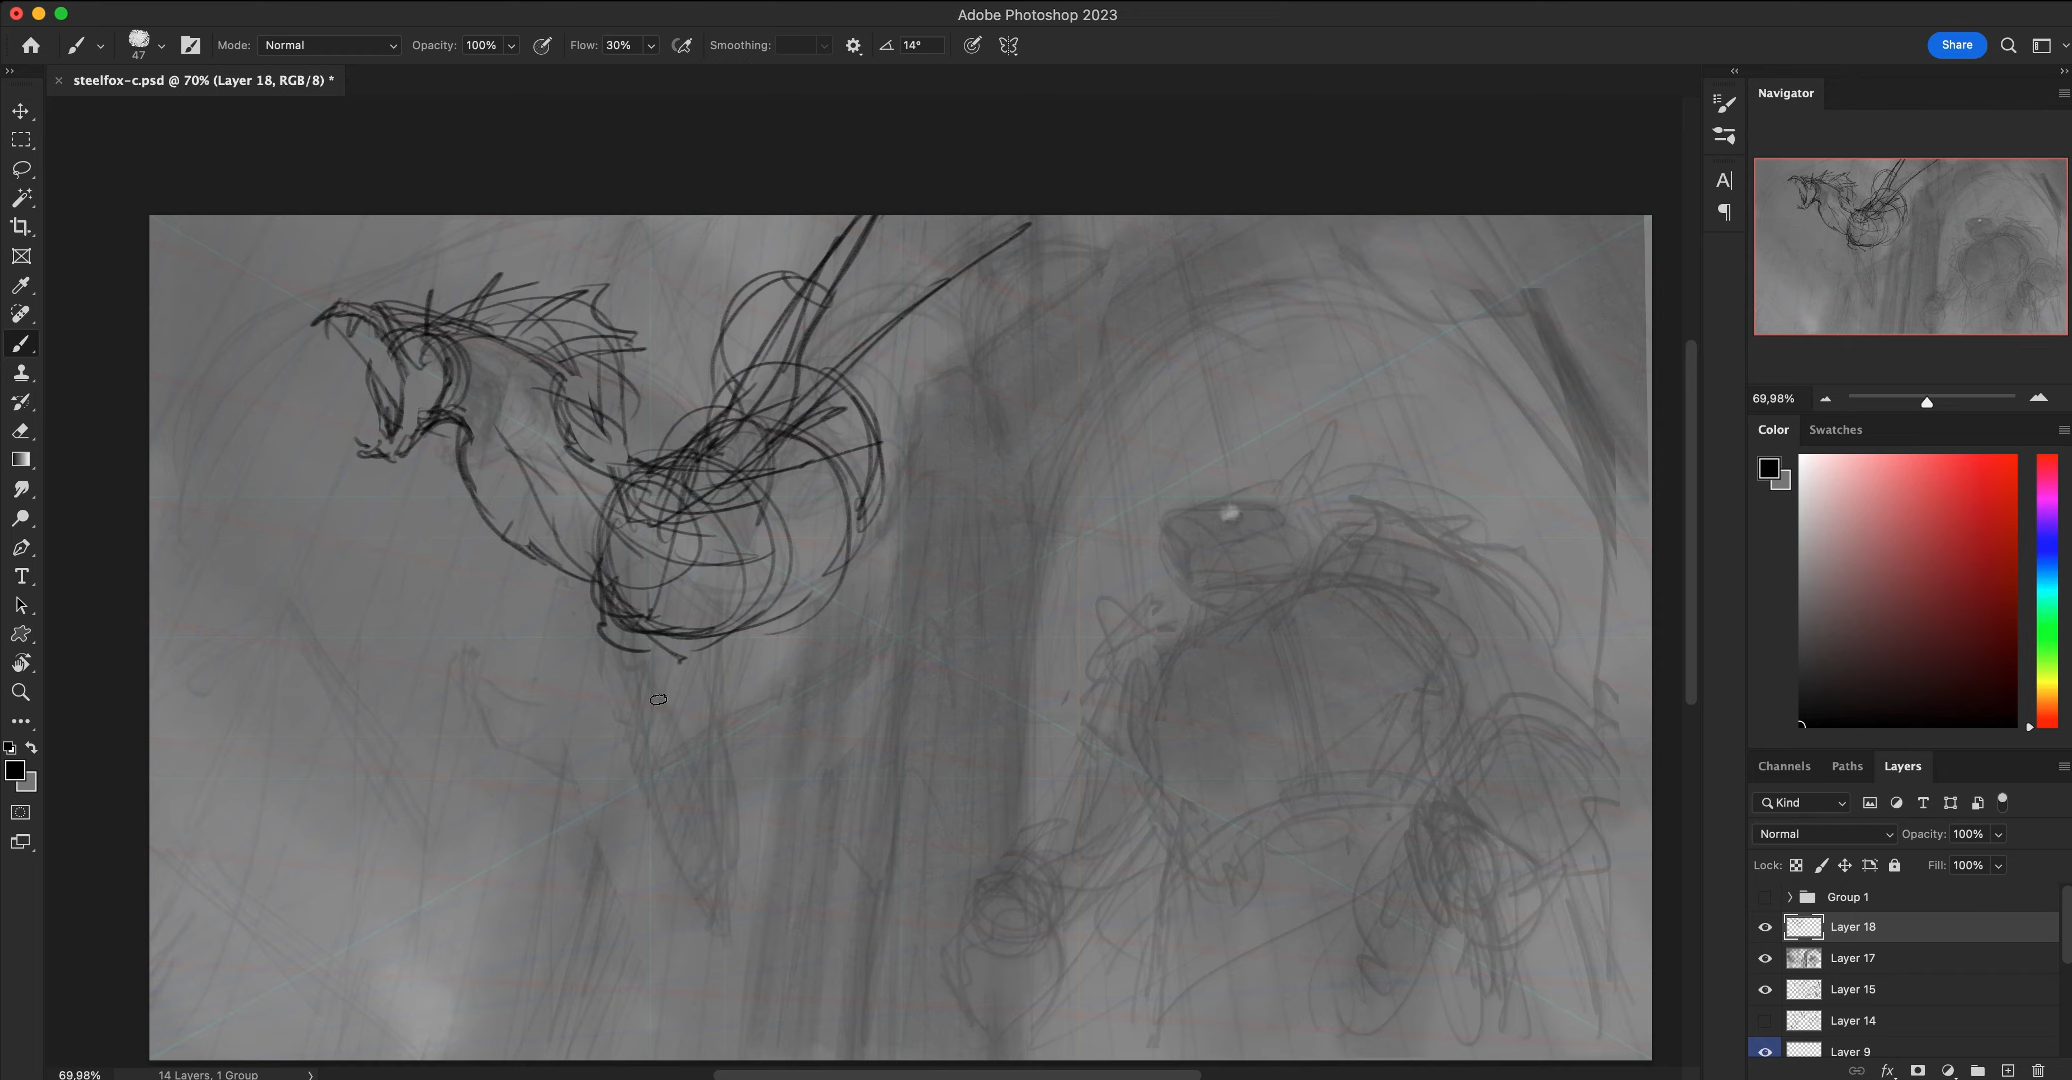 Adobe Photoshop 2023
47
Mode: Normal
Opacity: 100%
Flow: 30%
Smoothing:
14°
Share
steelfox-c.psd @ 70% (Layer 18, RGB/8) *
Navigator
69,98%
Color
Swatches
Channels
Paths
Layers
Kind
Normal
Opacity: 100%
Lock:
Fill: 100%
Group 1
Layer 18
Layer 17
Layer 15
Layer 14
Layer 9
fx
69,98%
14 Layers, 1 Group